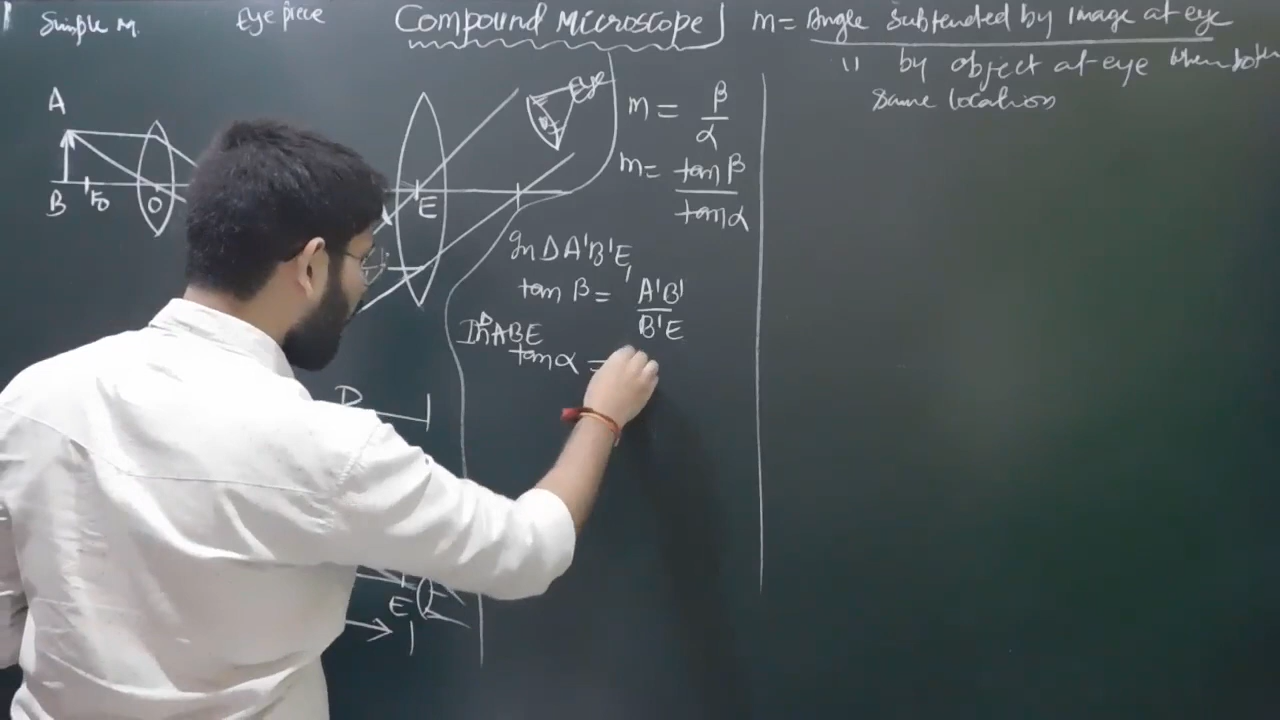 Simple M.
Eye piece
Compound Microscope
m = Angle subtended by image at eye
" by object at eye when both
same location
A
B
Fo
O
E
Eye
m = β
α
m = tan β
tan α
In Δ A'B'E,
tan β = A'B'
B'E
In Δ ABE
tan α =
D
E